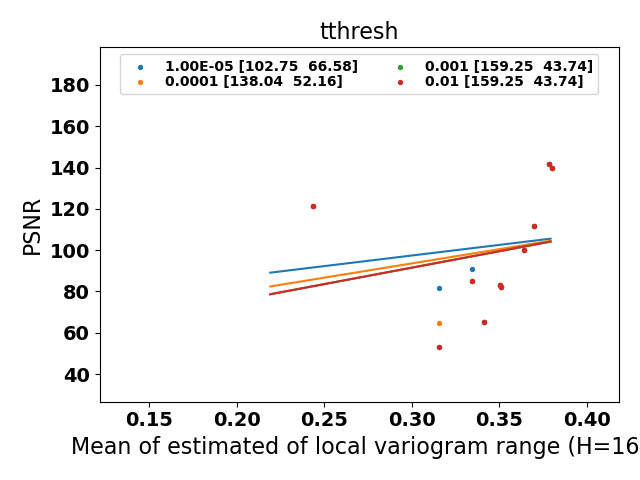 tthresh
1.00E-05 [102.75  66.58]
0.0001 [138.04  52.16]
0.001 [159.25  43.74]
0.01 [159.25  43.74]
PSNR
180
160
140
120
100
80
60
40
0.15 0.20 0.25 0.30 0.35 0.40
Mean of estimated of local variogram range (H=16